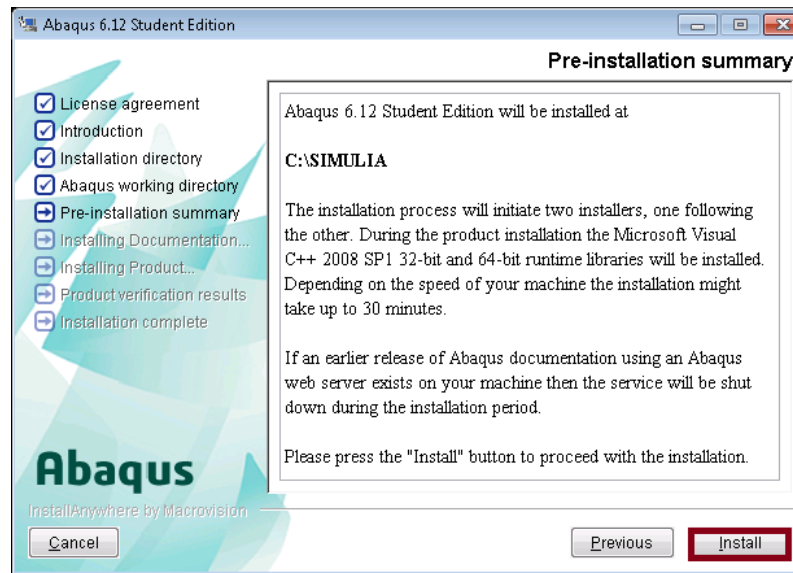 Abaqus 6.12 Student Edition
Pre-installation summary
License agreement
Introduction
Installation directory
Abaqus working directory
Pre-installation summary
Installing Documentation...
Installing Product...
Product verification results
Installation complete
Abaqus 6.12 Student Edition will be installed at
C:\SIMULIA
The installation process will initiate two installers, one following
the other. During the product installation the Microsoft Visual
C++ 2008 SP1 32-bit and 64-bit runtime libraries will be installed.
Depending on the speed of your machine the installation might
take up to 30 minutes.
If an earlier release of Abaqus documentation using an Abaqus
web server exists on your machine then the service will be shut
down during the installation period.
Please press the "Install" button to proceed with the installation.
Abaqus
InstallAnywhere by Macrovision
Cancel
Previous
Install